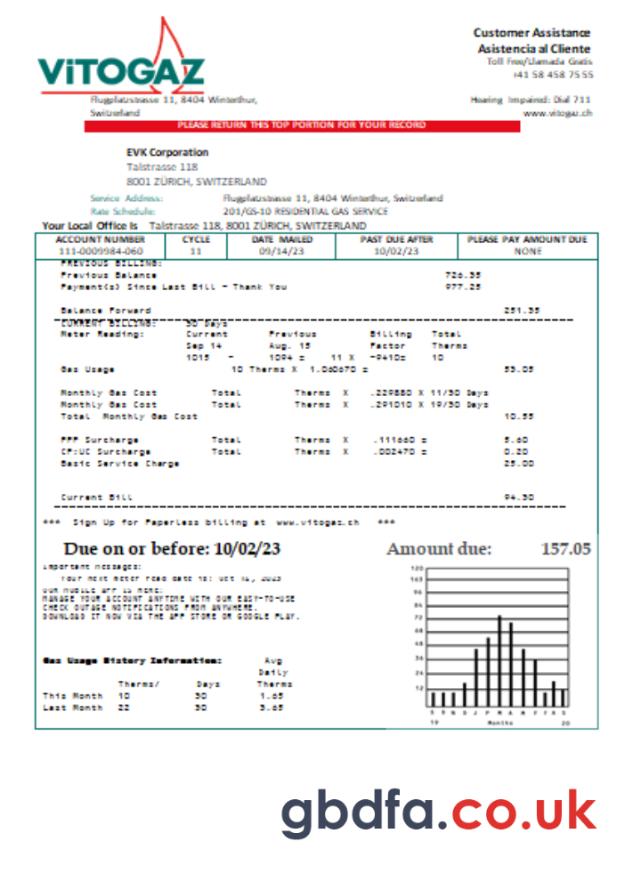 ViTOGAZ
Customer Assistance
Asistencia al Cliente
Toll Free/Llamada Gratis
+41 58 458 75 55
Flugplatzstrasse 11, 8404 Winterthur,
Switzerland
Hearing Impaired: Dial 711
www.vitogaz.ch
PLEASE RETURN THIS TOP PORTION FOR YOUR RECORD
EVK Corporation
Talstrasse 118
8001 ZÜRICH, SWITZERLAND
Service Address: Flugplatzstrasse 11, 8404 Winterthur, Switzerland
Rate Schedule: 201/GS-10 RESIDENTIAL GAS SERVICE
Your Local Office Is Talstrasse 118, 8001 ZÜRICH, SWITZERLAND
ACCOUNT NUMBER CYCLE DATE MAILED PAST DUE AFTER PLEASE PAY AMOUNT DUE
111-0009984-060 11 09/14/23 10/02/23 NONE
PREVIOUS BILLING:
Previous Balance 726.35
Payment(s) Since Last Bill - Thank You 977.25
Balance Forward 251.35
CURRENT BILLING: 30 Days
Meter Reading: Current Previous Billing Total
Sep 14 Aug. 15 Factor Therms
1015 - 1094 = 11 X -9410= 10
Gas Usage 10 Therms X 1.060670 = 53.05
Monthly Gas Cost Total Therms X .229880 X 11/30 Days
Monthly Gas Cost Total Therms X .291010 X 19/30 Days
Total Monthly Gas Cost 10.55
PPP Surcharge Total Therms X .111660 = 5.60
CP:UC Surcharge Total Therms X .002470 = 0.20
Basic Service Charge 25.00
Current Bill 94.30
*** Sign Up for Paperless billing at www.vitogaz.ch ***
Due on or before: 10/02/23 Amount due: 157.05
Important messages:
Your next meter read date is: Oct 16, 2023
OUR MOBILE APP IS HERE:
MANAGE YOUR ACCOUNT ANYTIME WITH OUR EASY-TO-USE
CHECK OUTAGE NOTIFICATIONS FROM ANYWHERE.
DOWNLOAD IT NOW VIA THE APP STORE OR GOOGLE PLAY.
Gas Usage History Information: Avg
Daily
Therms/ Days Therms
This Month 10 30 1.65
Last Month 22 30 3.65
120
96
84
72
48
36
24
12
S O N D J F M A M J J A S
19 Months 20
gbdfa.co.uk